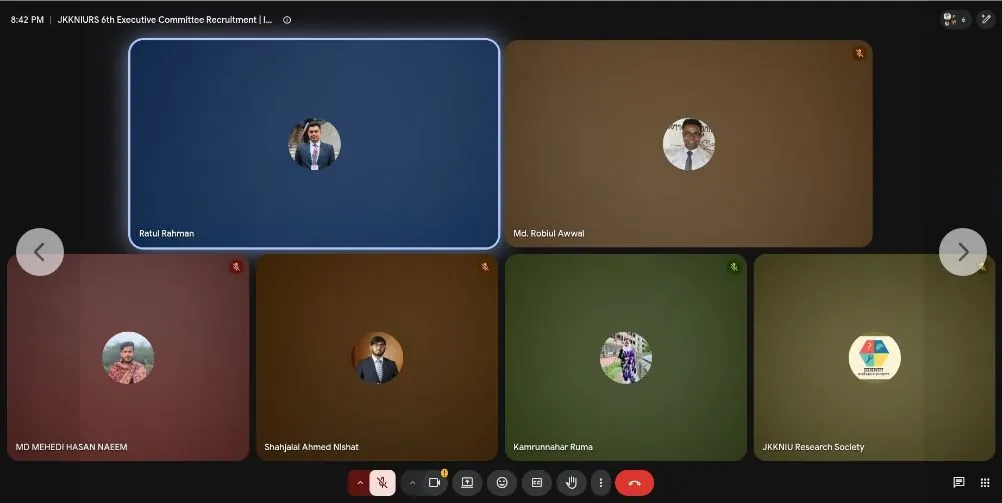 8:42 PM | JKKNIURS 6th Executive Committee Recruitment | I...
6
Ratul Rahman
Md. Robiul Awwal
MD MEHEDI HASAN NAEEM
Shahjalal Ahmed Nishat
Kamrunnahar Ruma
JKKNIU Research Society